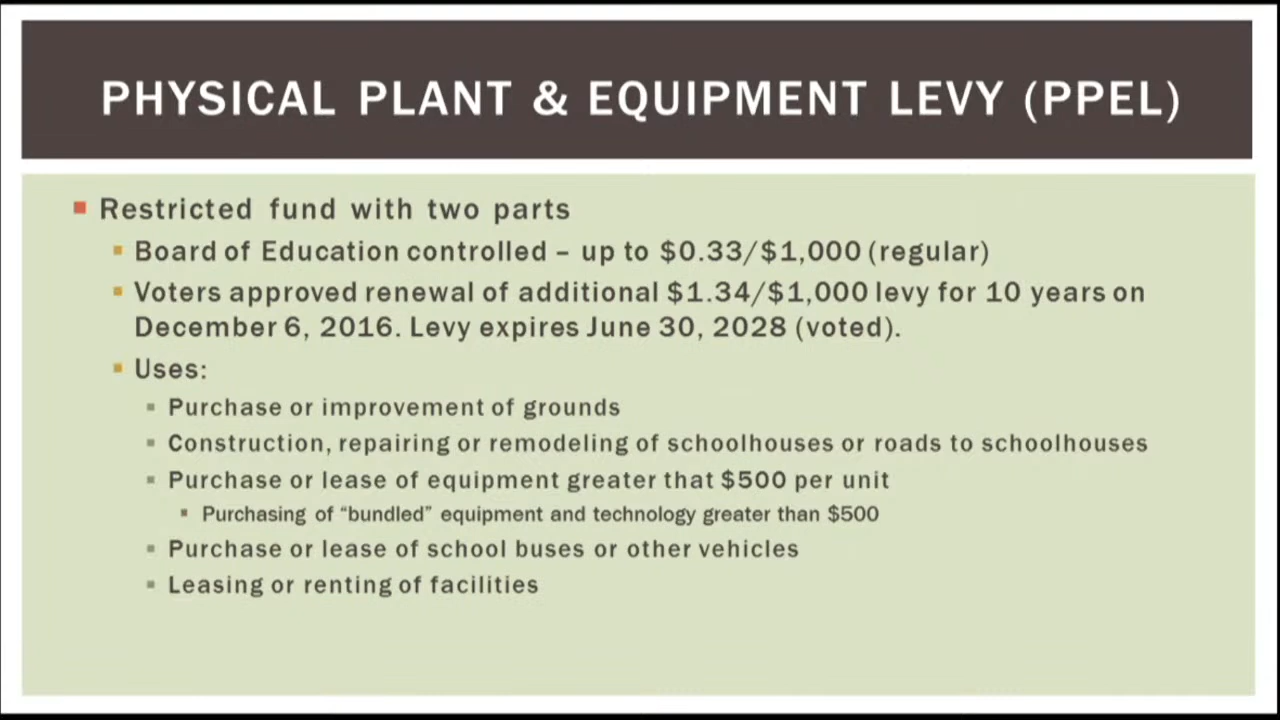 PHYSICAL PLANT & EQUIPMENT LEVY (PPEL)
Restricted fund with two parts
Board of Education controlled – up to $0.33/$1,000 (regular)
Voters approved renewal of additional $1.34/$1,000 levy for 10 years on
December 6, 2016. Levy expires June 30, 2028 (voted).
Uses:
Purchase or improvement of grounds
Construction, repairing or remodeling of schoolhouses or roads to schoolhouses
Purchase or lease of equipment greater that $500 per unit
Purchasing of “bundled” equipment and technology greater than $500
Purchase or lease of school buses or other vehicles
Leasing or renting of facilities